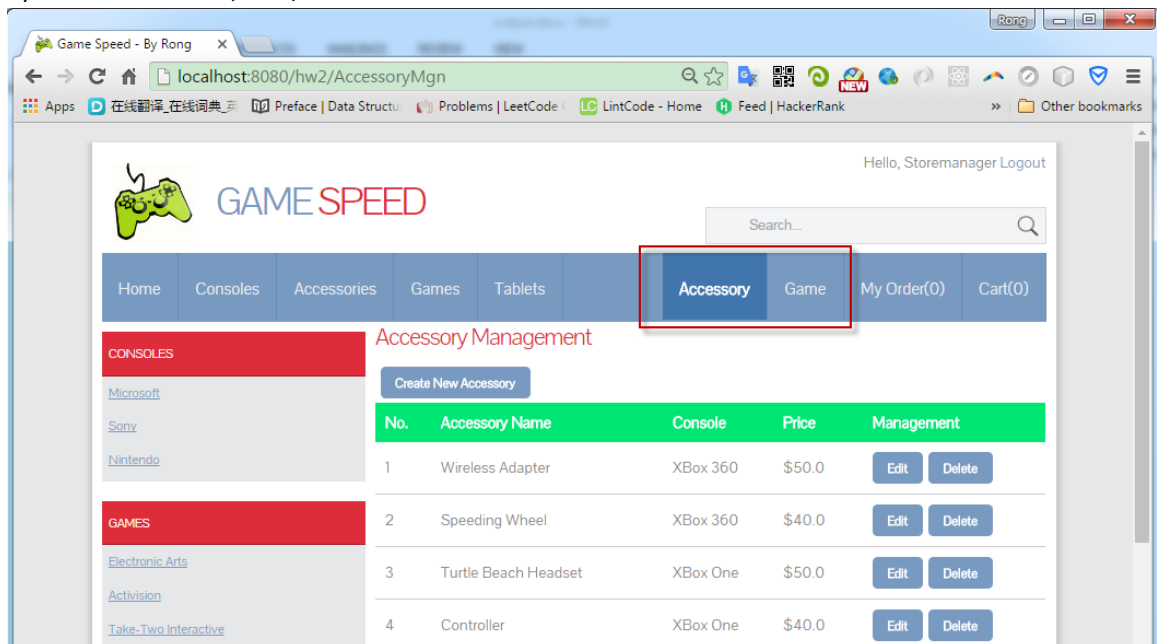 Rong
Game Speed - By Rong
localhost:8080/hw2/AccessoryMgn
NEW
Apps 在线翻译_在线词典_英 Preface | Data Structu Problems | LeetCode LintCode - Home Feed | HackerRank » Other bookmarks
Hello, Storemanager Logout
GAME SPEED
Search...
Home Consoles Accessories Games Tablets Accessory Game My Order(0) Cart(0)
Accessory Management
CONSOLES
Create New Accessory
Microsoft
Sony
Nintendo
No. Accessory Name Console Price Management
1 Wireless Adapter XBox 360 $50.0 Edit Delete
2 Speeding Wheel XBox 360 $40.0 Edit Delete
3 Turtle Beach Headset XBox One $50.0 Edit Delete
4 Controller XBox One $40.0 Edit Delete
GAMES
Electronic Arts
Activision
Take-Two Interactive